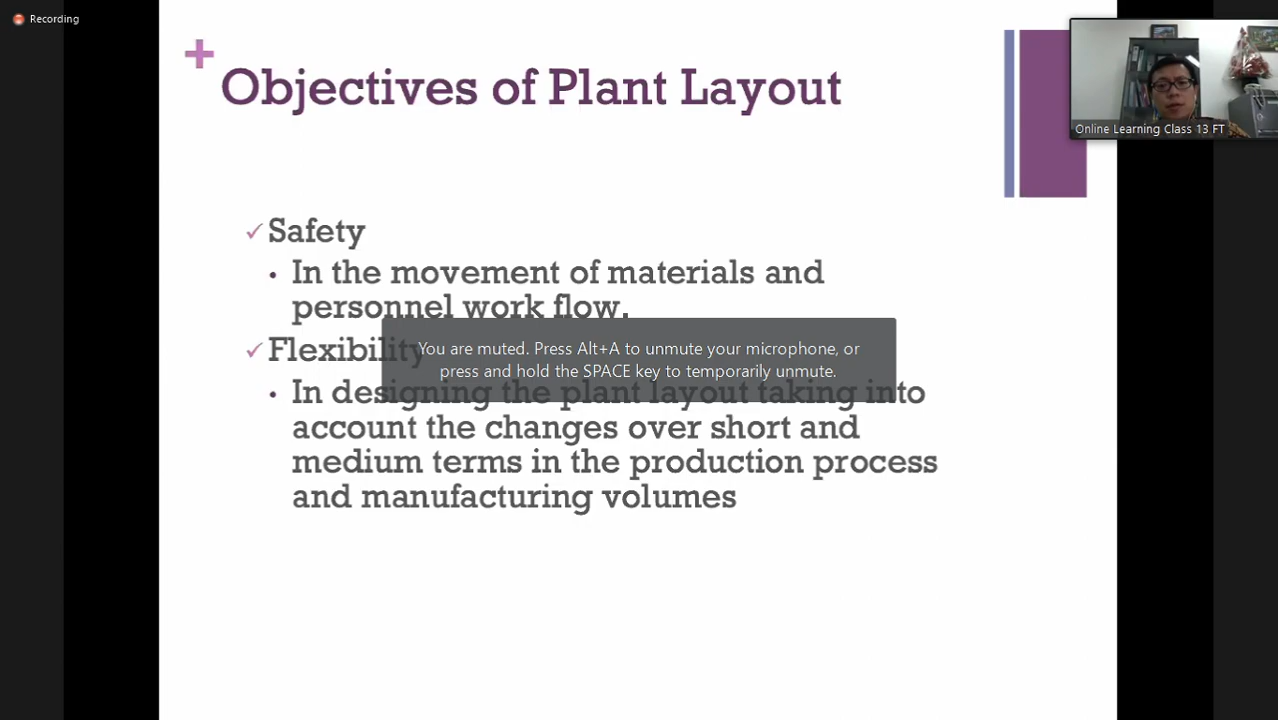 Recording
+
Objectives of Plant Layout
Online Learning Class 13 FT
✓ Safety
• In the movement of materials and
personnel work flow.
✓ Flexibility
You are muted. Press Alt+A to unmute your microphone, or
press and hold the SPACE key to temporarily unmute.
• In designing the plant layout taking into
account the changes over short and
medium terms in the production process
and manufacturing volumes